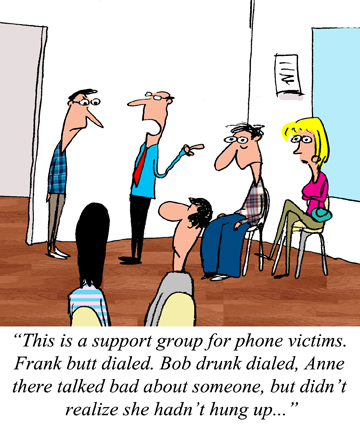 “This is a support group for phone victims.
Frank butt dialed. Bob drunk dialed, Anne
there talked bad about someone, but didn’t
realize she hadn’t hung up...”